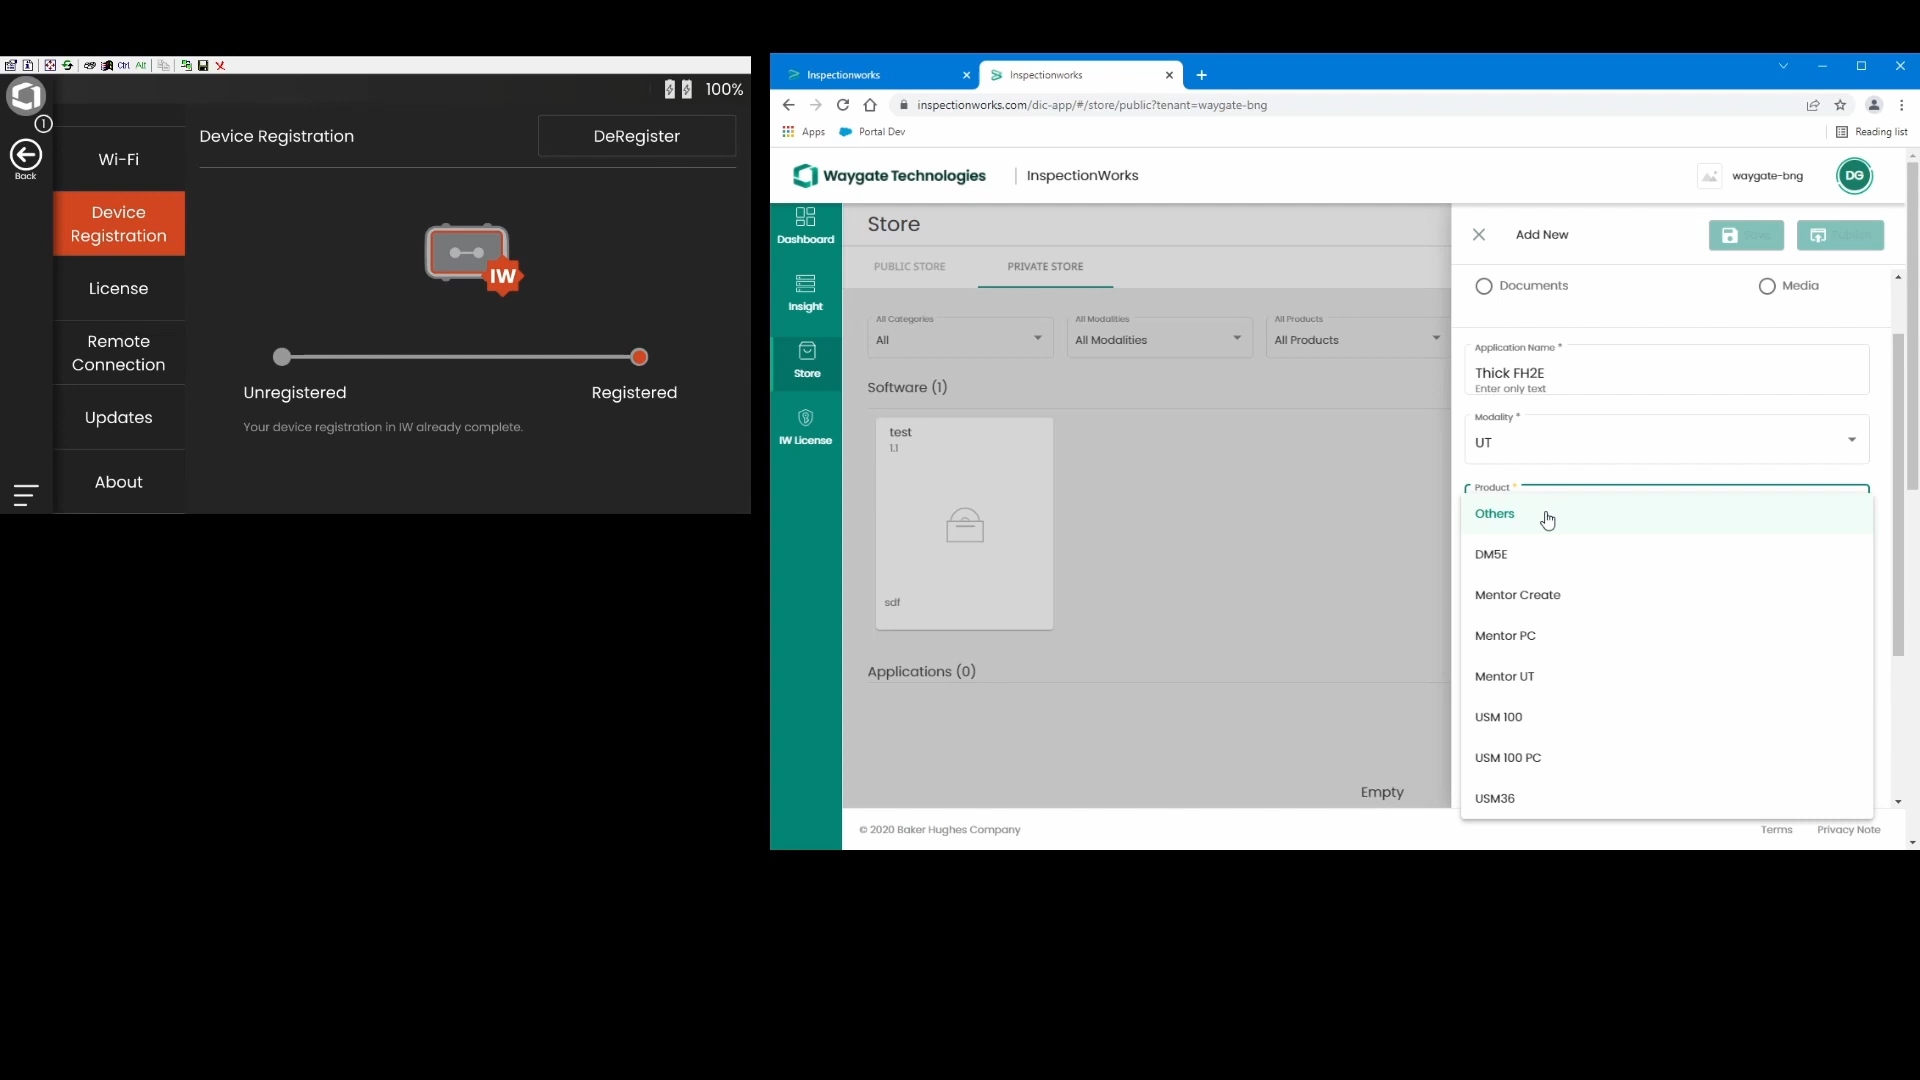 Ctrl Alt
100%
1
Back
Wi-Fi
Device
Registration
License
Remote
Connection
Updates
About
Device Registration
DeRegister
IW
Unregistered
Registered
Your device registration in IW already complete.
Inspectionworks
Inspectionworks
inspectionworks.com/dic-app/#/store/public?tenant=waygate-bng
Apps
Portal Dev
Reading list
Waygate Technologies
InspectionWorks
waygate-bng
DG
Dashboard
Insight
Store
IW License
Store
PUBLIC STORE
PRIVATE STORE
All Categories
All
All Modalities
All Modalities
All Products
All Products
Software (1)
test
1.1
sdf
Applications (0)
Empty
Add New
Documents
Media
Application Name *
Thick FH2E
Enter only text
Modality *
UT
Product *
Others
DM5E
Mentor Create
Mentor PC
Mentor UT
USM 100
USM 100 PC
USM36
© 2020 Baker Hughes Company
Terms
Privacy Note